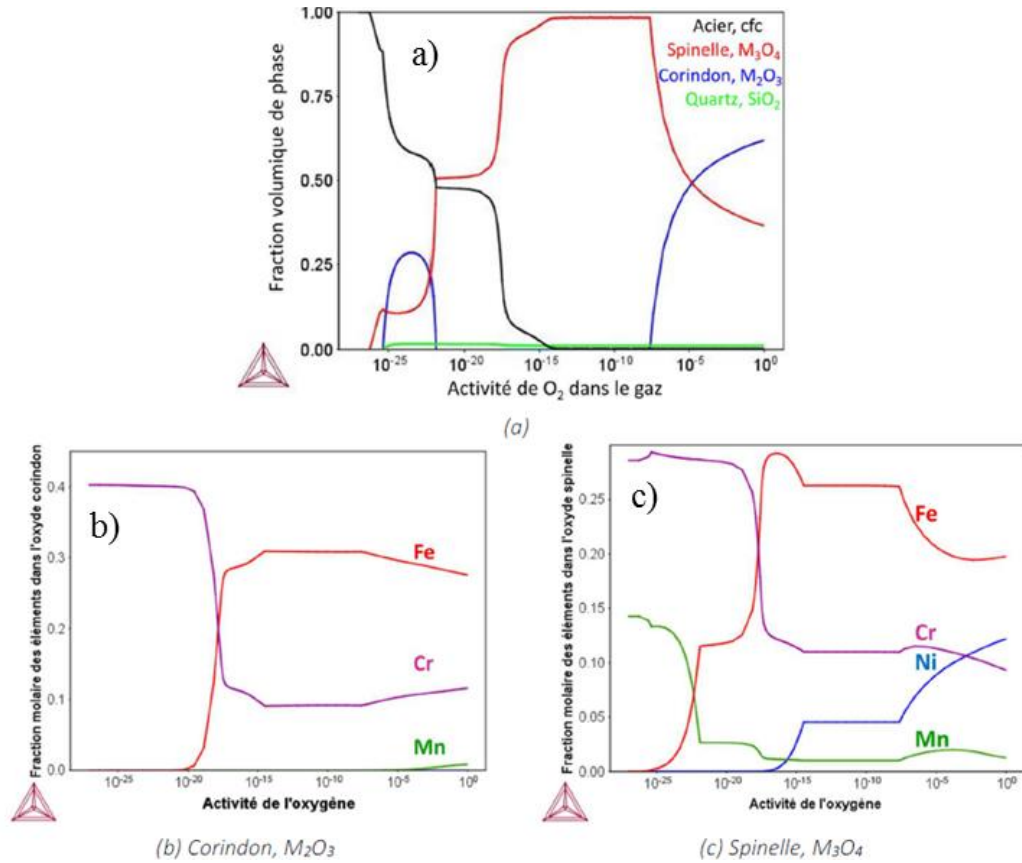 a)
Acier, cfc
Spinelle, M₃O₄
Corindon, M₂O₃
Quartz, SiO₂
Fraction volumique de phase
1.00
0.75
0.50
0.25
0.00
10⁻²⁵ 10⁻²⁰ 10⁻¹⁵ 10⁻¹⁰ 10⁻⁵ 10⁰
Activité de O₂ dans le gaz
(a)
Fraction molaire des éléments dans l'oxyde corindon
b)
0.4
0.3
0.2
0.1
0.0
Fe
Cr
Mn
10⁻²⁵ 10⁻²⁰ 10⁻¹⁵ 10⁻¹⁰ 10⁻⁵ 10⁰
Activité de l'oxygène
(b) Corindon, M₂O₃
Fraction molaire des éléments dans l'oxyde spinelle
c)
0.25
0.20
0.15
0.10
0.05
0.00
Fe
Cr
Ni
Mn
10⁻²⁵ 10⁻²⁰ 10⁻¹⁵ 10⁻¹⁰ 10⁻⁵ 10⁰
Activité de l'oxygène
(c) Spinelle, M₃O₄